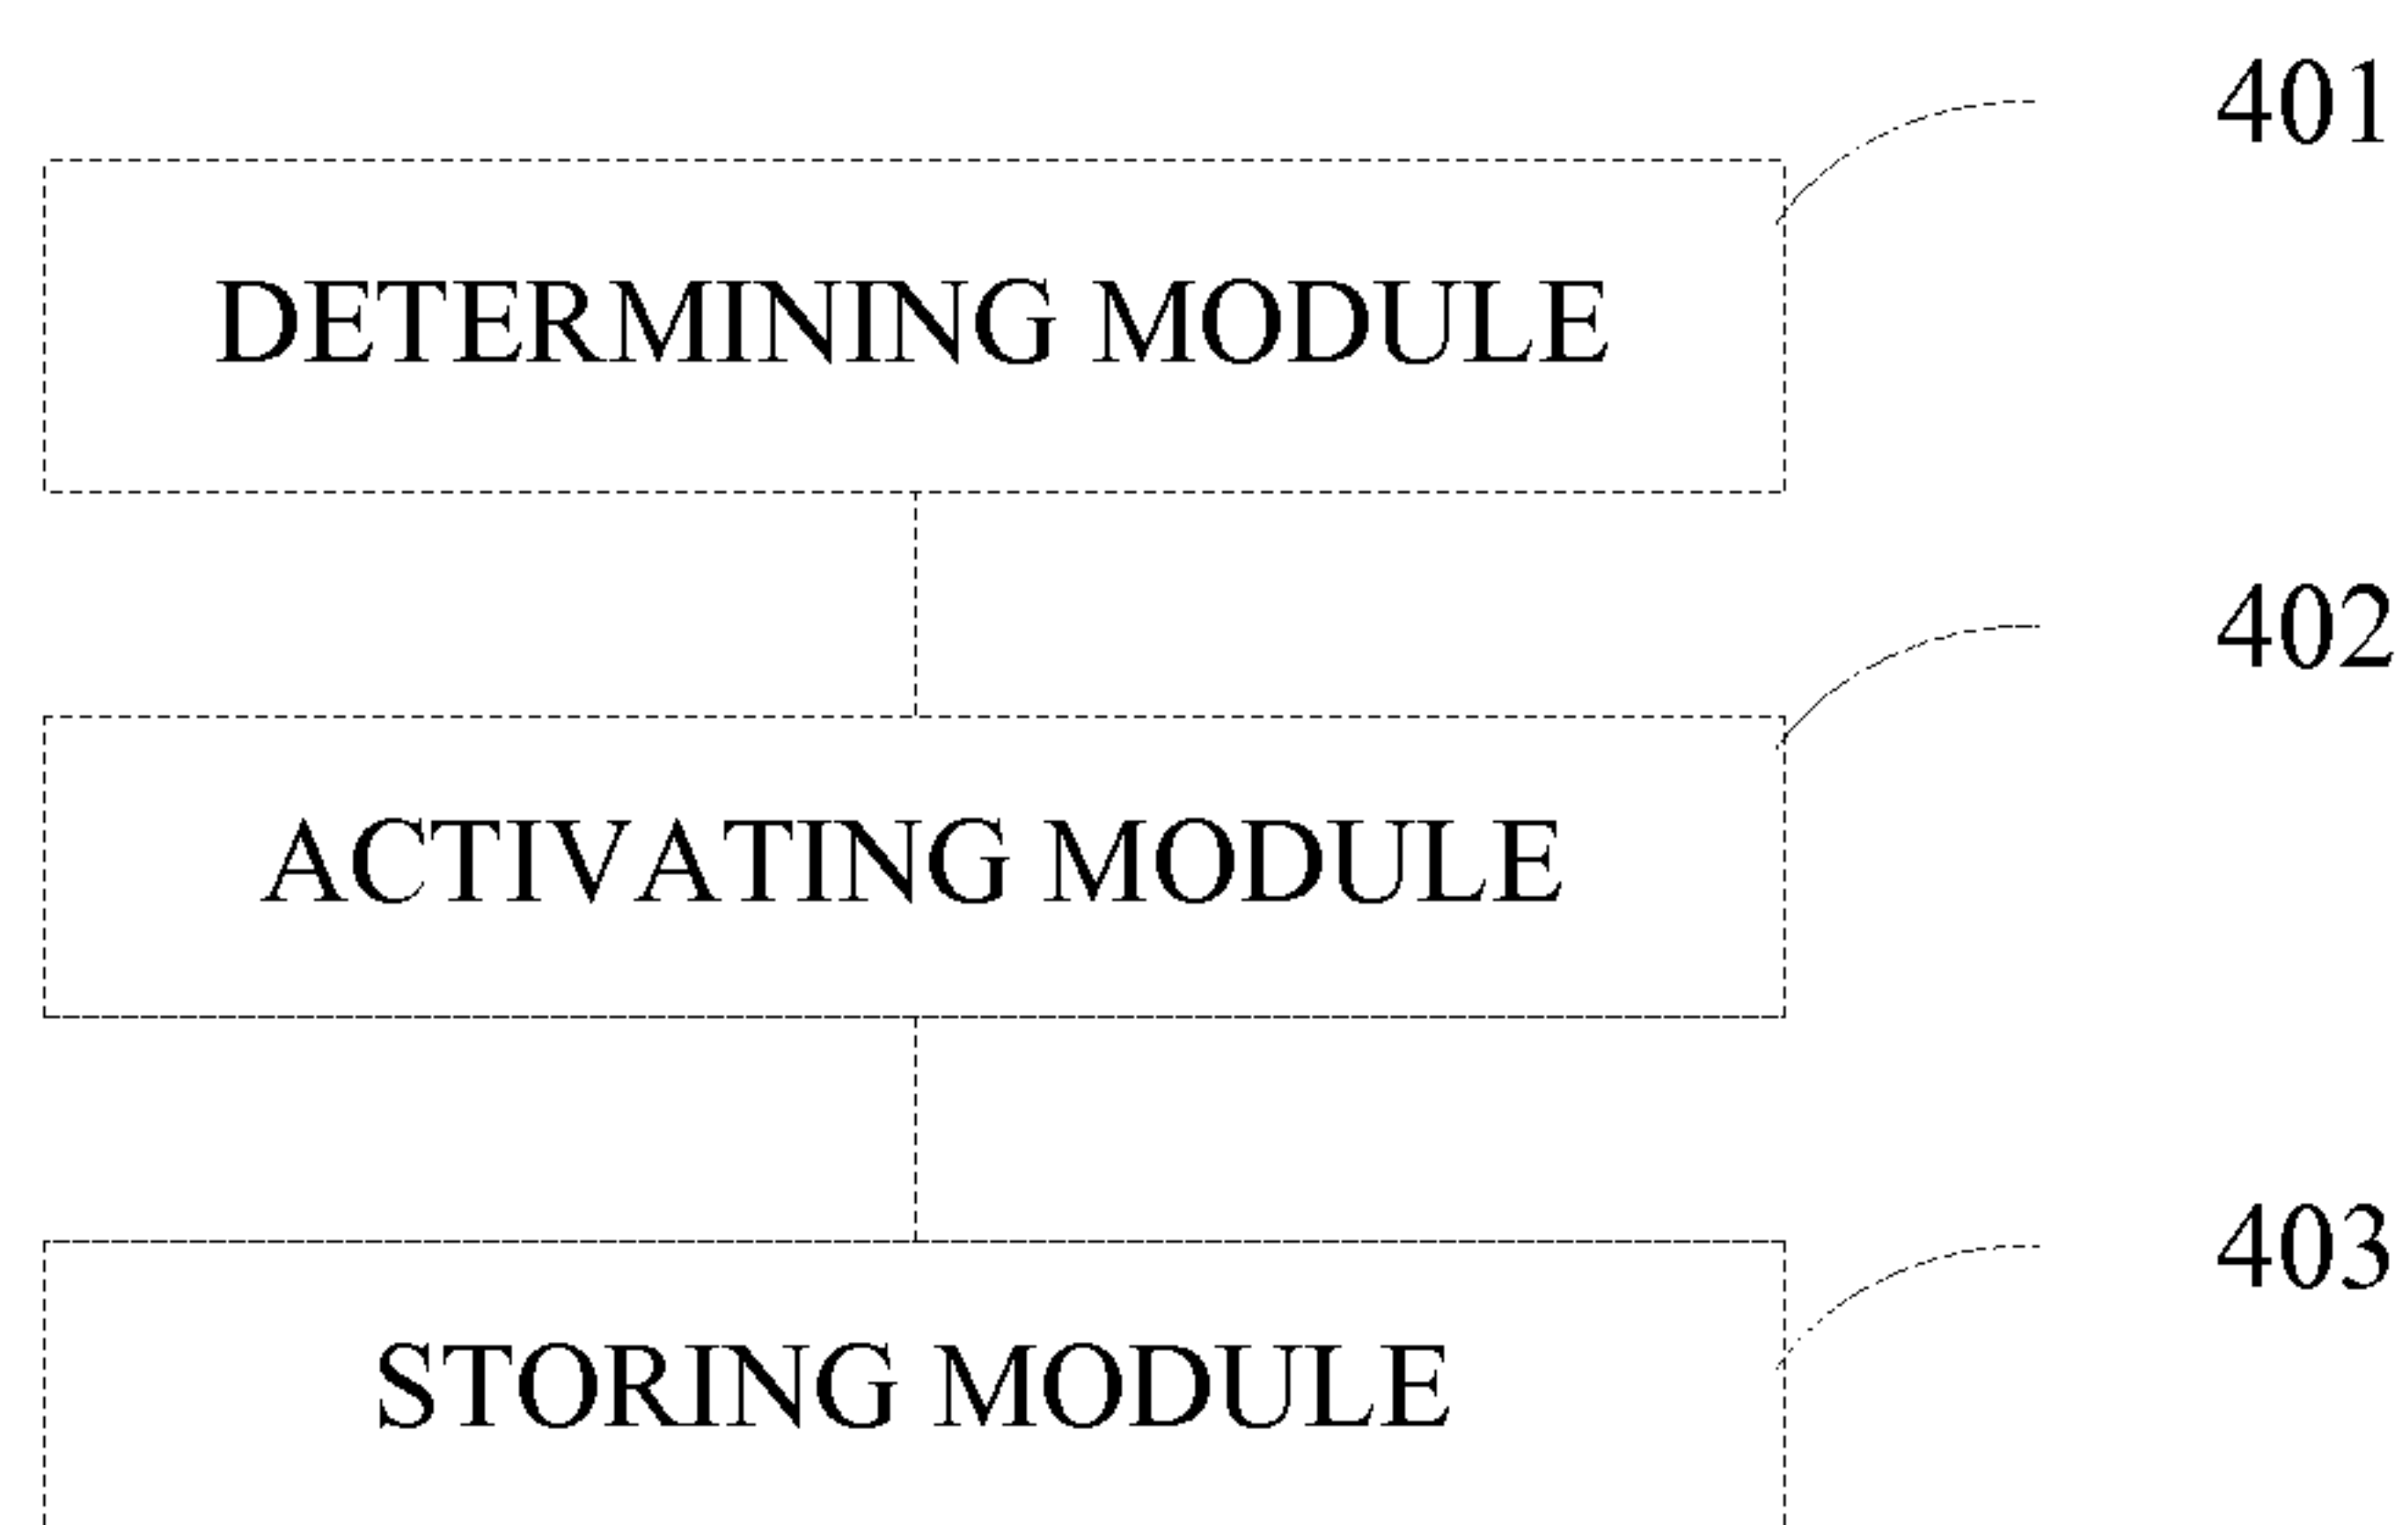 401
DETERMINING MODULE
402
ACTIVATING MODULE
403
STORING MODULE